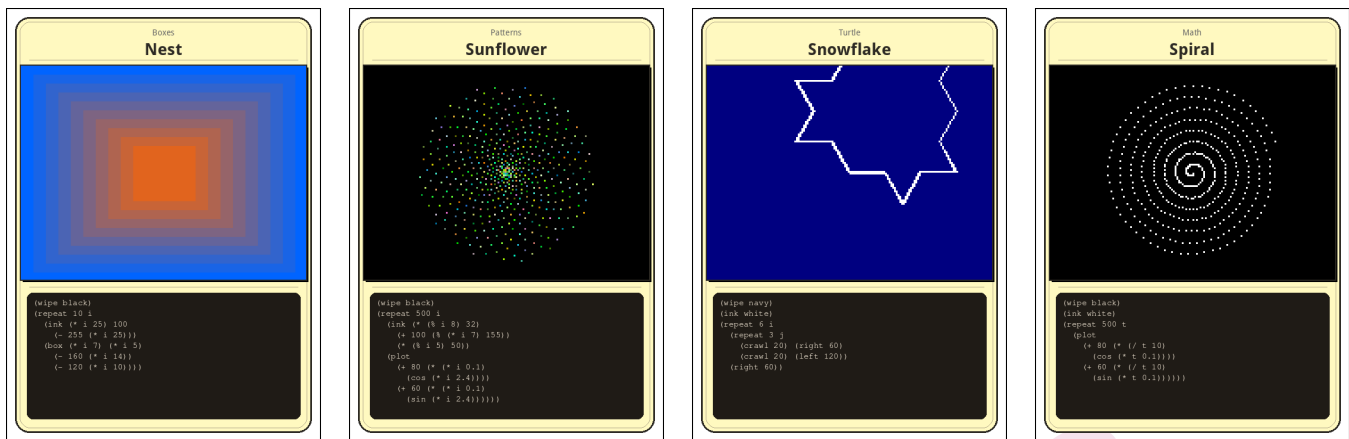 Boxes
Nest
(wipe black)
(repeat 10 i
(ink (* i 25) 100
(- 255 (* i 25)))
(box (* i 7) (* i 5)
(- 160 (* i 14))
(- 120 (* i 10))))
Patterns
Sunflower
(wipe black)
(repeat 500 i
(ink (* (% i 8) 32)
(+ 100 (% (* i 7) 155))
(* (% i 5) 50))
(plot
(+ 80 (* (* i 0.1)
(cos (* i 2.4))))
(+ 60 (* (* i 0.1)
(sin (* i 2.4))))))
Turtle
Snowflake
(wipe navy)
(ink white)
(repeat 6 i
(repeat 3 j
(crawl 20) (right 60)
(crawl 20) (left 120))
(right 60))
Math
Spiral
(wipe black)
(ink white)
(repeat 500 t
(plot
(+ 80 (* (/ t 10)
(cos (* t 0.1))))
(+ 60 (* (/ t 10)
(sin (* t 0.1))))))